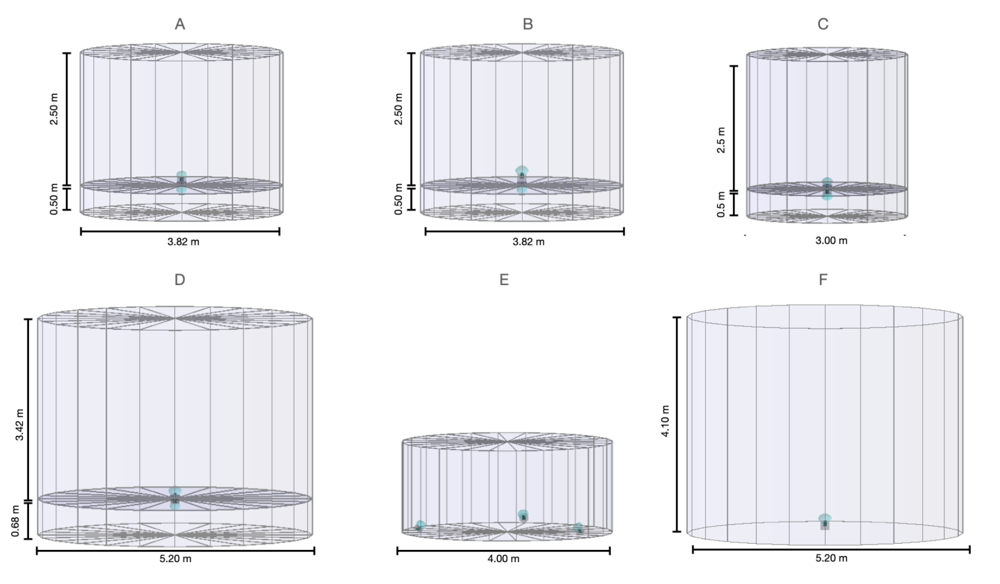 A
B
C
2.50 m
0.50 m
3.82 m
2.50 m
0.50 m
3.82 m
2.5 m
0.5 m
3.00 m
D
E
F
3.42 m
0.68 m
5.20 m
4.00 m
4.10 m
5.20 m